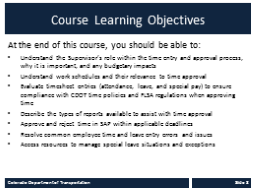 Course Learning Objectives
At the end of this course, you should be able to:
• Understand the Supervisor's role within the time entry and approval process,
why it is important, and any budgetary impacts
• Understand work schedules and their relevance to time approval
• Evaluate timesheet entries (attendance, leave, and special pay) to ensure
compliance with CDOT time policies and FLSA regulations when approving
time
• Describe the types of reports available to assist with time approval
• Approve and reject time in SAP within applicable deadlines
• Resolve common employee time and leave entry errors and issues
• Access resources to manage special leave situations and exceptions
Colorado Department of Transportation
Slide